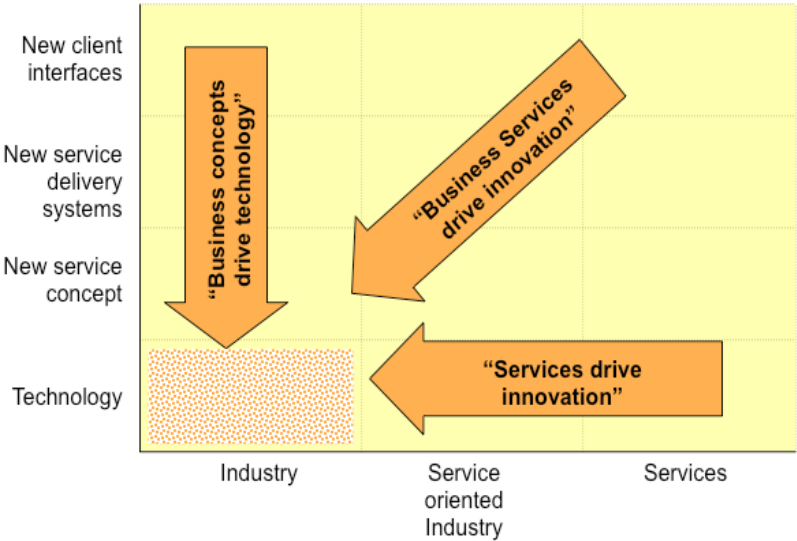 New client
interfaces
New service
delivery
systems
New service
concept
Technology
“Business concepts
drive technology”
“Business Services
drive innovation”
“Services drive
innovation”
Industry
Service
oriented
Industry
Services